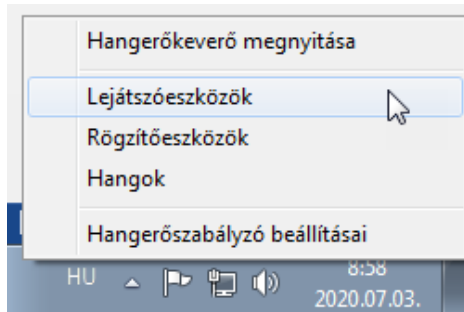 Hangerőkeverő megnyitása
Lejátszóeszközök
Rögzítőeszközök
Hangok
Hangerőszabályzó beállításai
HU
8:58
2020.07.03.